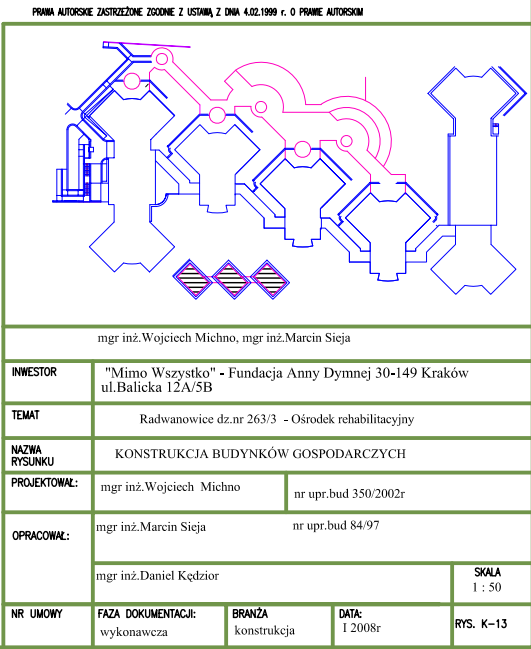 PRAWA AUTORSKIE ZASTRZEŻONE ZGODNIE Z USTAWĄ Z DNIA 4.02.1999 r. O PRAWIE AUTORSKIM
mgr inż.Wojciech Michno, mgr inż.Marcin Sieja
INWESTOR
"Mimo Wszystko" - Fundacja Anny Dymnej 30-149 Kraków
ul.Balicka 12A/5B
TEMAT
Radwanowice dz.nr 263/3 - Ośrodek rehabilitacyjny
NAZWA
RYSUNKU
KONSTRUKCJA BUDYNKÓW GOSPODARCZYCH
PROJEKTOWAŁ:
mgr inż.Wojciech Michno
nr upr.bud 350/2002r
OPRACOWAŁ:
mgr inż.Marcin Sieja
nr upr.bud 84/97
mgr inż.Daniel Kędzior
SKALA
1 : 50
NR UMOWY
FAZA DOKUMENTACJI:
wykonawcza
BRANŻA
konstrukcja
DATA:
I 2008r
RYS. K-13